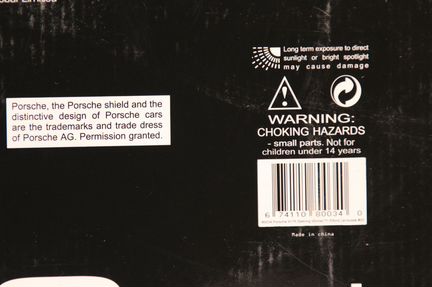 Limited
Long term exposure to direct
sunlight or bright spotlight
may cause damage
Porsche, the Porsche shield and the
distinctive design of Porsche cars
are the trademarks and trade dress
of Porsche AG. Permission granted.
!
WARNING:
CHOKING HAZARDS
- small parts. Not for
children under 14 years
6 74110 80034 0
Made in china